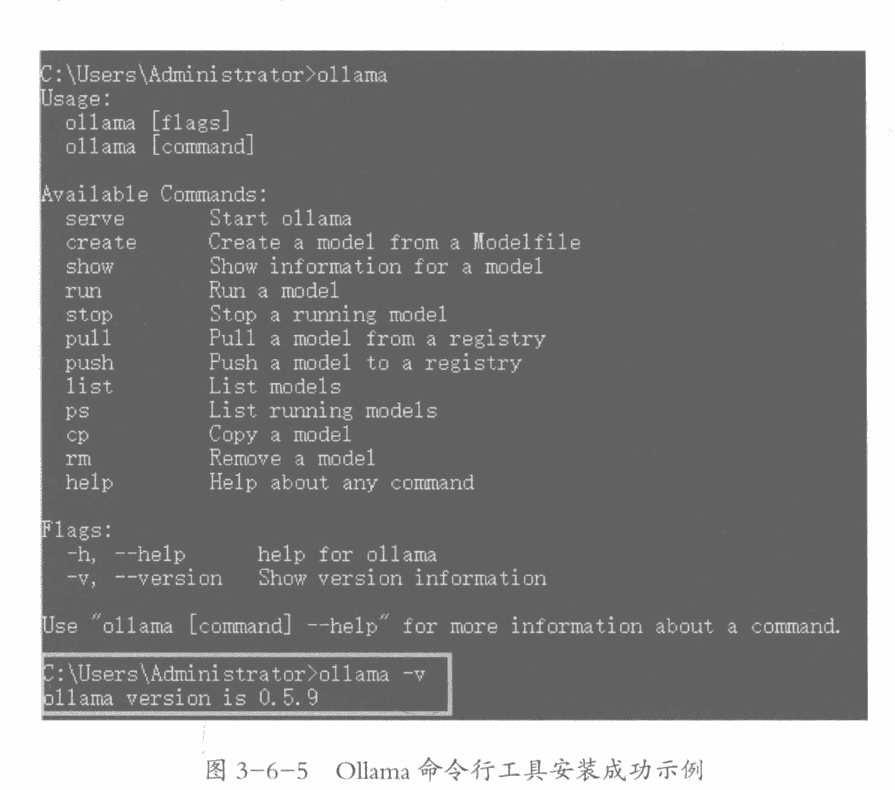 C:\Users\Administrator>ollama
Usage:
  ollama [flags]
  ollama [command]

Available Commands:
  serve       Start ollama
  create      Create a model from a Modelfile
  show        Show information for a model
  run         Run a model
  stop        Stop a running model
  pull        Pull a model from a registry
  push        Push a model to a registry
  list        List models
  ps          List running models
  cp          Copy a model
  rm          Remove a model
  help        Help about any command

Flags:
  -h, --help      help for ollama
  -v, --version   Show version information

Use "ollama [command] --help" for more information about a command.

C:\Users\Administrator>ollama -v
ollama version is 0.5.9
图 3-6-5 Ollama 命令行工具安装成功示例